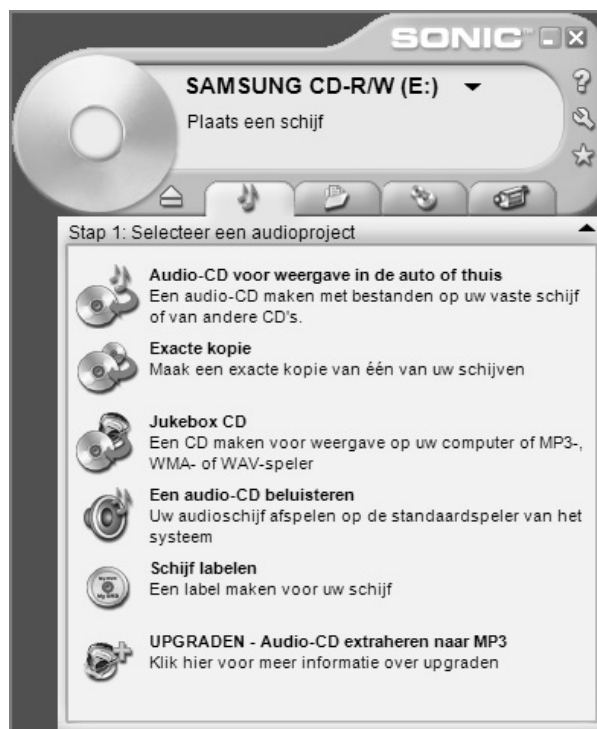 SONIC™
SAMSUNG CD-R/W (E:)
Plaats een schijf
Stap 1: Selecteer een audioproject
Audio-CD voor weergave in de auto of thuis
Een audio-CD maken met bestanden op uw vaste schijf
of van andere CD's.
Exacte kopie
Maak een exacte kopie van één van uw schijven
Jukebox CD
Een CD maken voor weergave op uw computer of MP3-,
WMA- of WAV-speler
Een audio-CD beluisteren
Uw audioschijf afspelen op de standaardspeler van het
systeem
Schijf labelen
Een label maken voor uw schijf
UPGRADEN - Audio-CD extraheren naar MP3
Klik hier voor meer informatie over upgraden